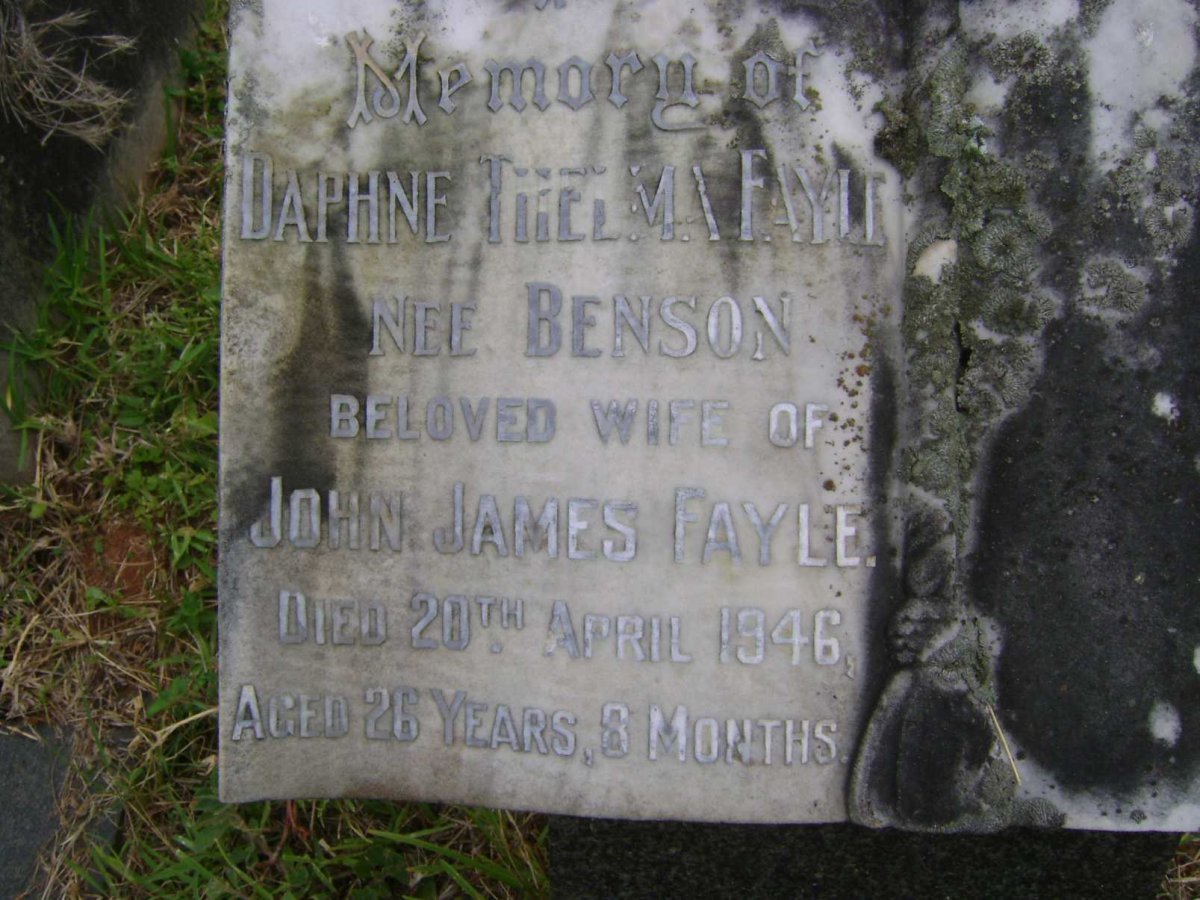 Memory of
DAPHNE THELMA FAYLE
NEE BENSON
BELOVED WIFE OF
JOHN JAMES FAYLE.
DIED 20TH. APRIL 1946,
AGED 26 YEARS, 8 MONTHS.